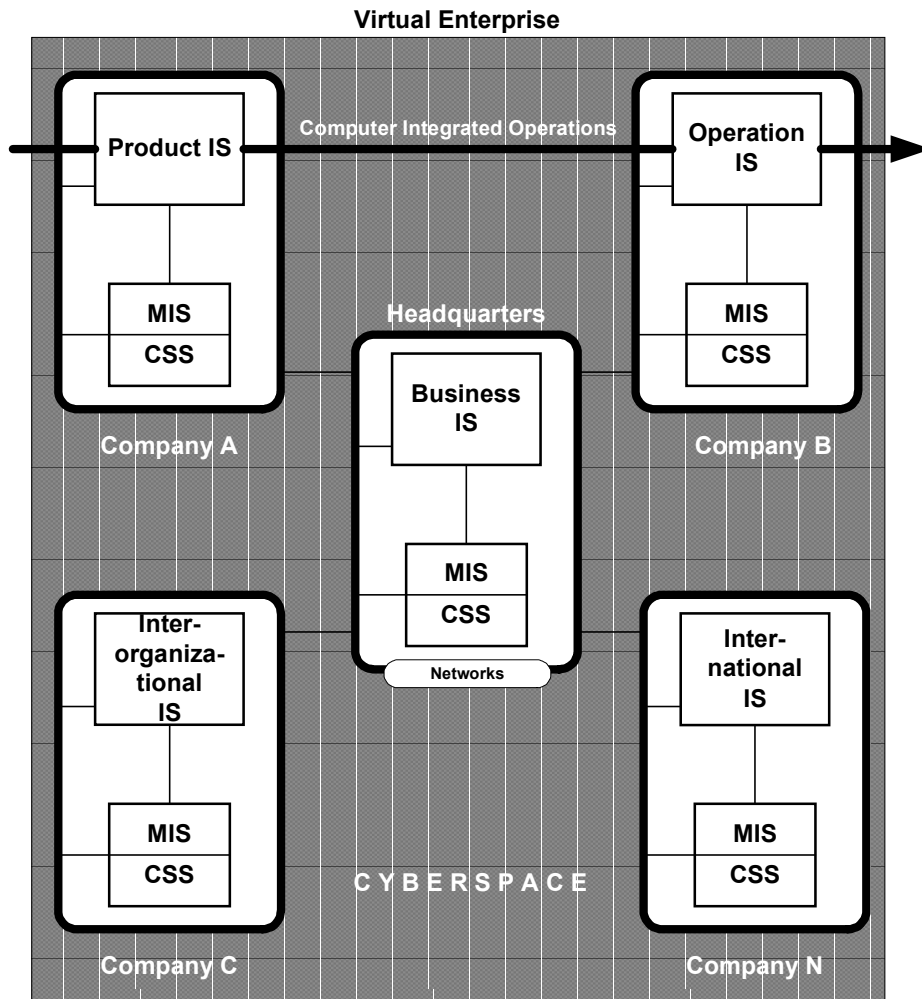 Virtual Enterprise
Product IS
Computer Integrated Operations
Operation
IS
MIS
CSS
MIS
CSS
Company A
Company B
Headquarters
Business
IS
MIS
CSS
Networks
Inter-
organiza-
tional
IS
MIS
CSS
Company C
Inter-
national
IS
MIS
CSS
Company N
CYBERSPACE